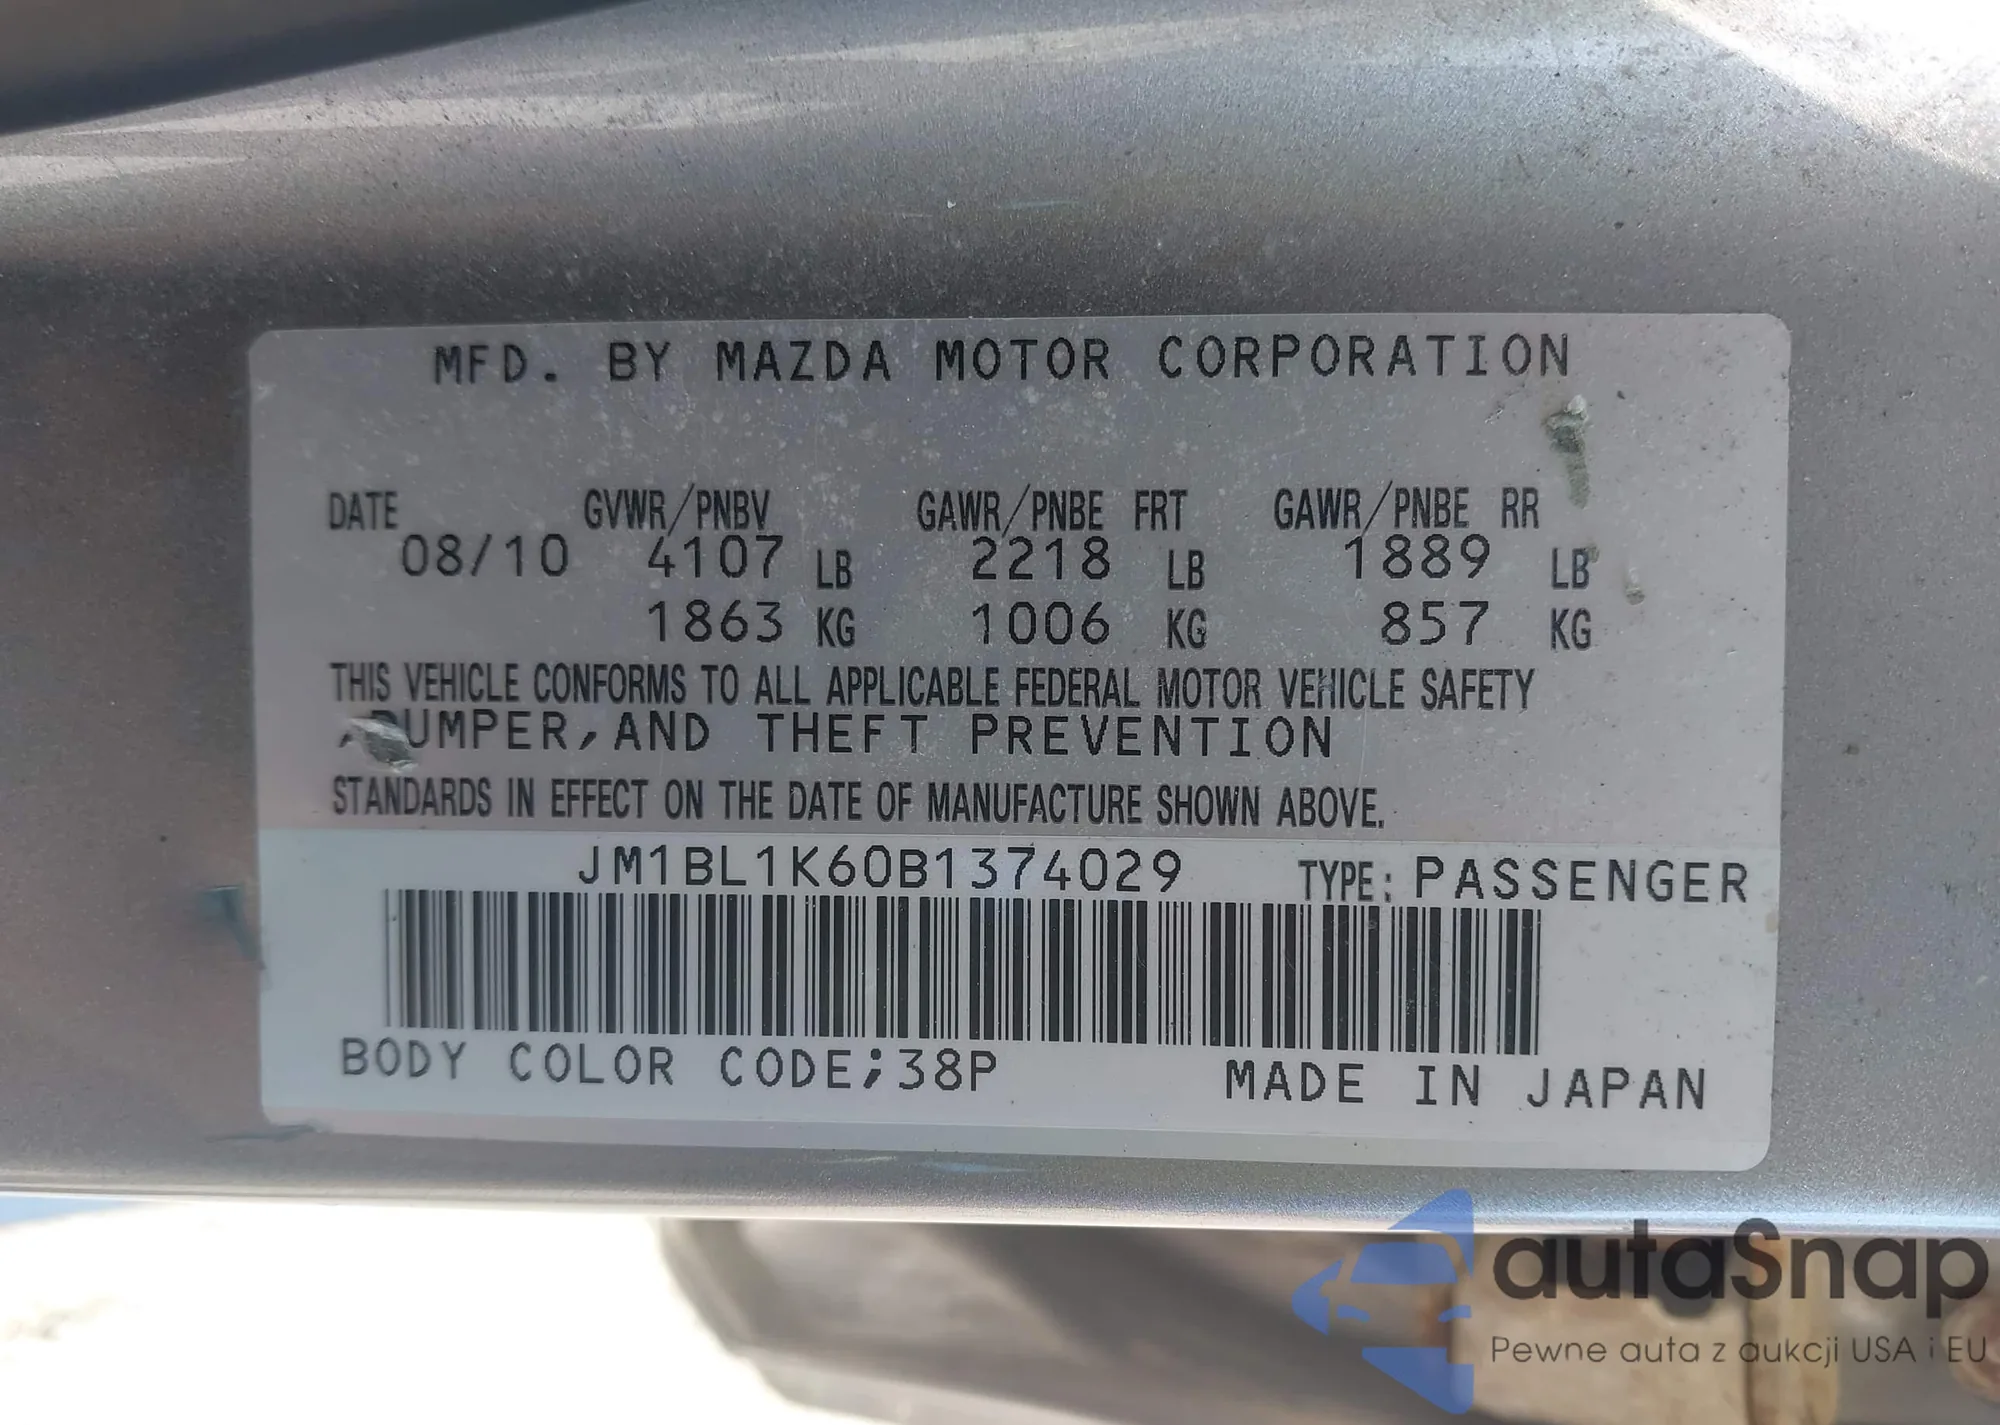 MFD. BY MAZDA MOTOR CORPORATION
DATE GVWR/PNBV GAWR/PNBE FRT GAWR/PNBE RR
08/10 4107 LB 2218 LB 1889 LB
1863 KG 1006 KG 857 KG
THIS VEHICLE CONFORMS TO ALL APPLICABLE FEDERAL MOTOR VEHICLE SAFETY
,BUMPER,AND THEFT PREVENTION
STANDARDS IN EFFECT ON THE DATE OF MANUFACTURE SHOWN ABOVE.
JM1BL1K60B1374029 TYPE: PASSENGER
BODY COLOR CODE;38P MADE IN JAPAN
autaSnap
Pewne auta z aukcji USA i EU